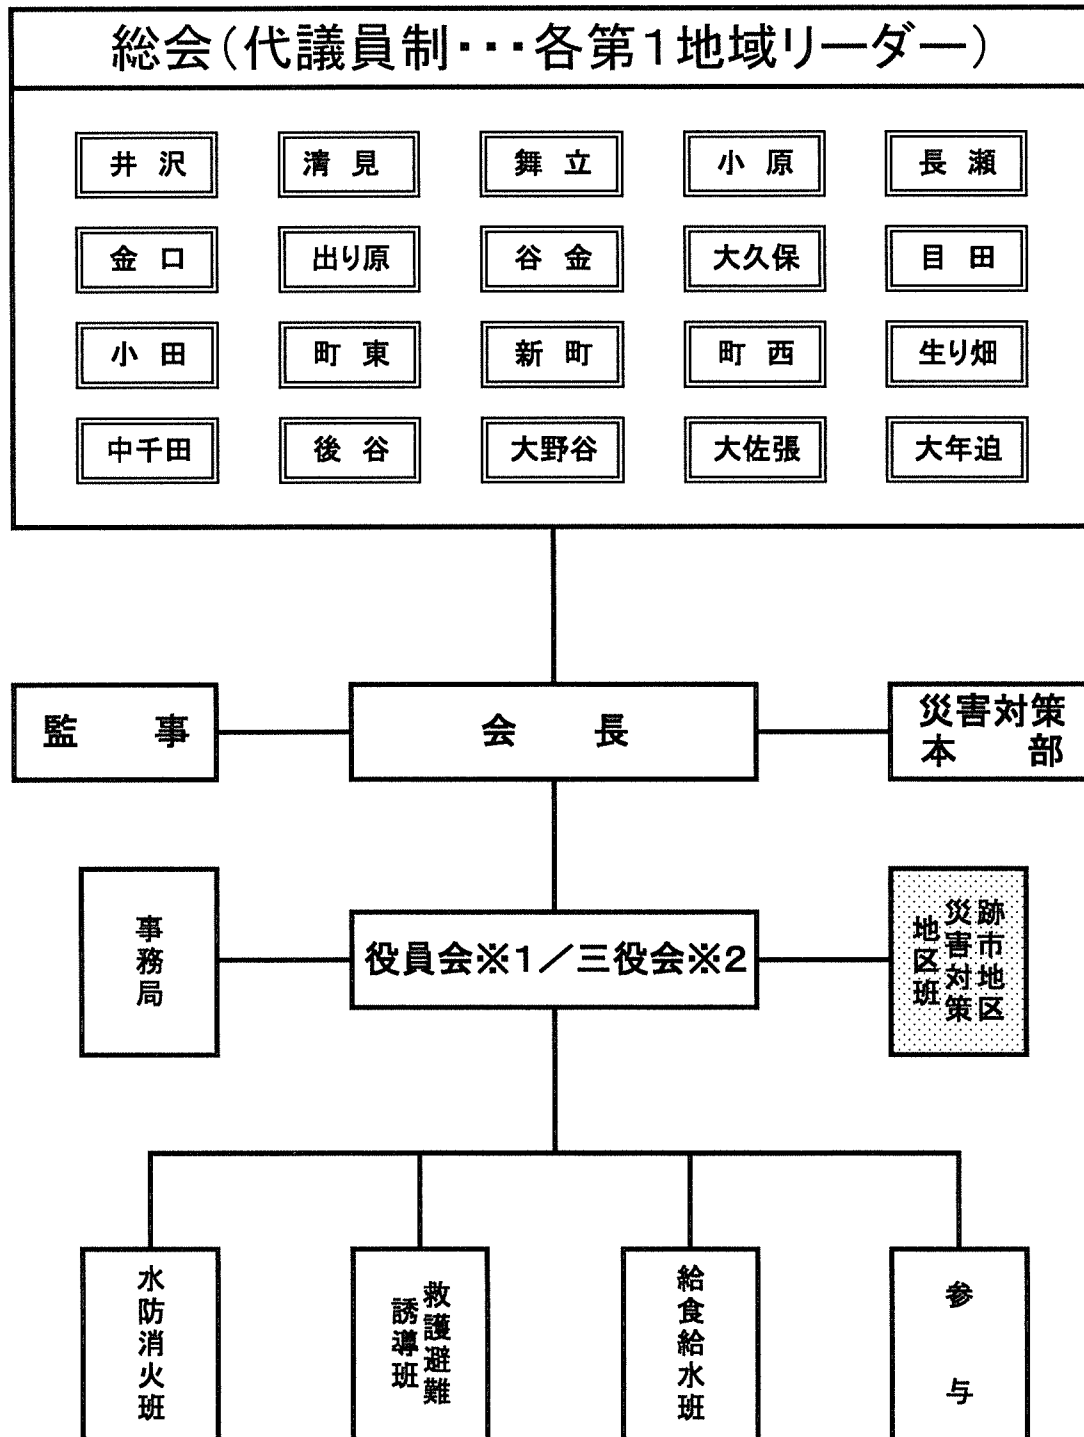 総会(代議員制・・・各第1地域リーダー)
井沢
清見
舞立
小原
長瀬
金口
出り原
谷金
大久保
目田
小田
町東
新町
町西
生り畑
中千田
後谷
大野谷
大佐張
大年迫
監事
会長
災害対策
本部
事務局
役員会※1/三役会※2
跡市地区
災害対策
地区班
水防消火班
救護避難
誘導班
給食給水班
参与